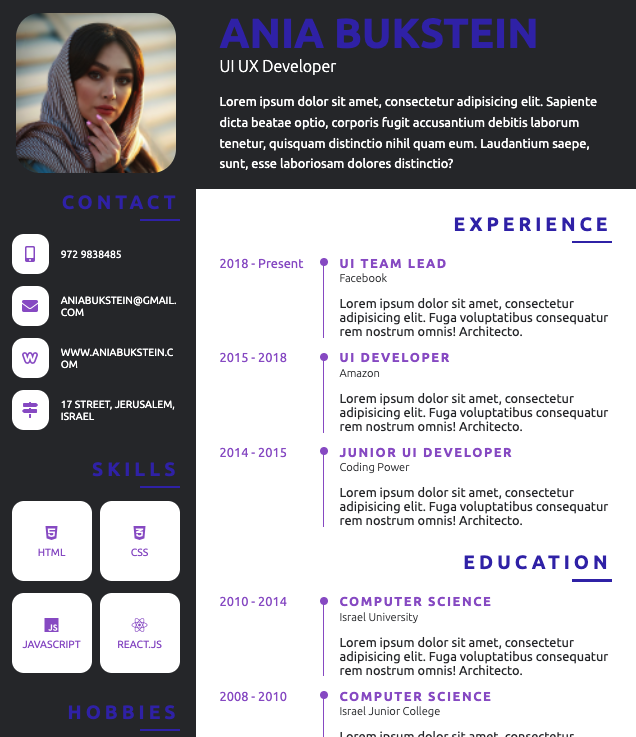 ANIA BUKSTEIN
UI UX Developer
Lorem ipsum dolor sit amet, consectetur adipisicing elit. Sapiente
dicta beatae optio, corporis fugit accusantium debitis laborum
tenetur, quisquam distinctio nihil quam eum. Laudantium saepe,
sunt, esse laboriosam dolores distinctio?
CONTACT
972 9838485
ANIABUKSTEIN@GMAIL.
COM
WWW.ANIABUKSTEIN.C
OM
17 STREET, JERUSALEM,
ISRAEL
SKILLS
HTML
CSS
JS
JAVASCRIPT
REACT.JS
HOBBIES
EXPERIENCE
2018 - Present
UI TEAM LEAD
Facebook
Lorem ipsum dolor sit amet, consectetur
adipisicing elit. Fuga voluptatibus consequatur
rem nostrum omnis! Architecto.
2015 - 2018
UI DEVELOPER
Amazon
Lorem ipsum dolor sit amet, consectetur
adipisicing elit. Fuga voluptatibus consequatur
rem nostrum omnis! Architecto.
2014 - 2015
JUNIOR UI DEVELOPER
Coding Power
Lorem ipsum dolor sit amet, consectetur
adipisicing elit. Fuga voluptatibus consequatur
rem nostrum omnis! Architecto.
EDUCATION
2010 - 2014
COMPUTER SCIENCE
Israel University
Lorem ipsum dolor sit amet, consectetur
adipisicing elit. Fuga voluptatibus consequatur
rem nostrum omnis! Architecto.
2008 - 2010
COMPUTER SCIENCE
Israel Junior College
Lorem ipsum dolor sit amet, consectetur